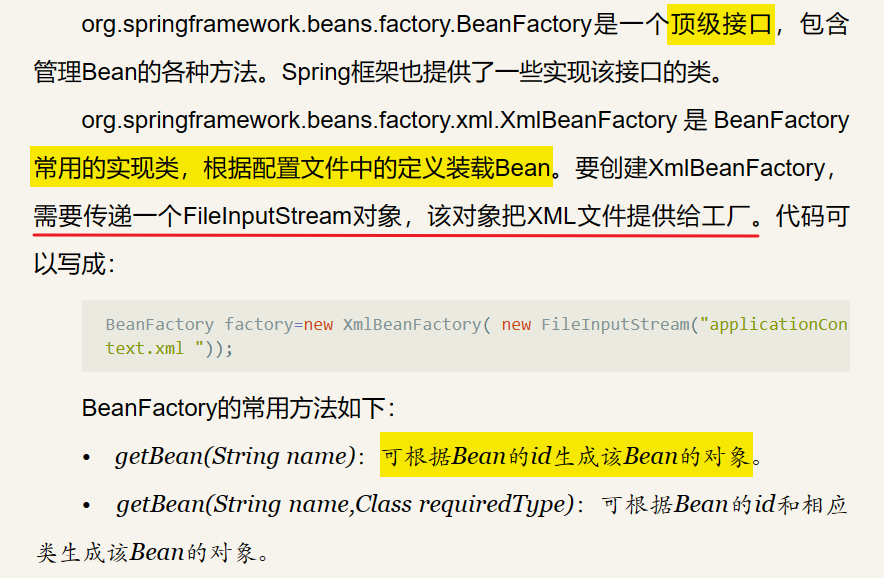 org.springframework.beans.factory.BeanFactory是一个顶级接口，包含
管理Bean的各种方法。Spring框架也提供了一些实现该接口的类。
org.springframework.beans.factory.xml.XmlBeanFactory 是 BeanFactory
常用的实现类，根据配置文件中的定义装载Bean。要创建XmlBeanFactory，
需要传递一个FileInputStream对象，该对象把XML文件提供给工厂。代码可
以写成：
BeanFactory factory=new XmlBeanFactory( new FileInputStream("applicationCon
text.xml "));
BeanFactory的常用方法如下：
• getBean(String name)：可根据Bean的id生成该Bean的对象。
• getBean(String name,Class requiredType)：可根据Bean的id和相应
类生成该Bean的对象。